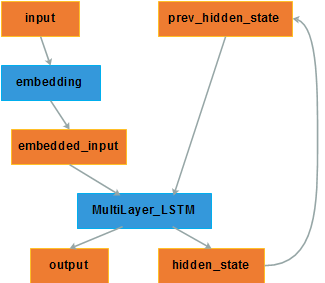 input
prev_hidden_state
embedding
embedded_input
MultiLayer_LSTM
output
hidden_state